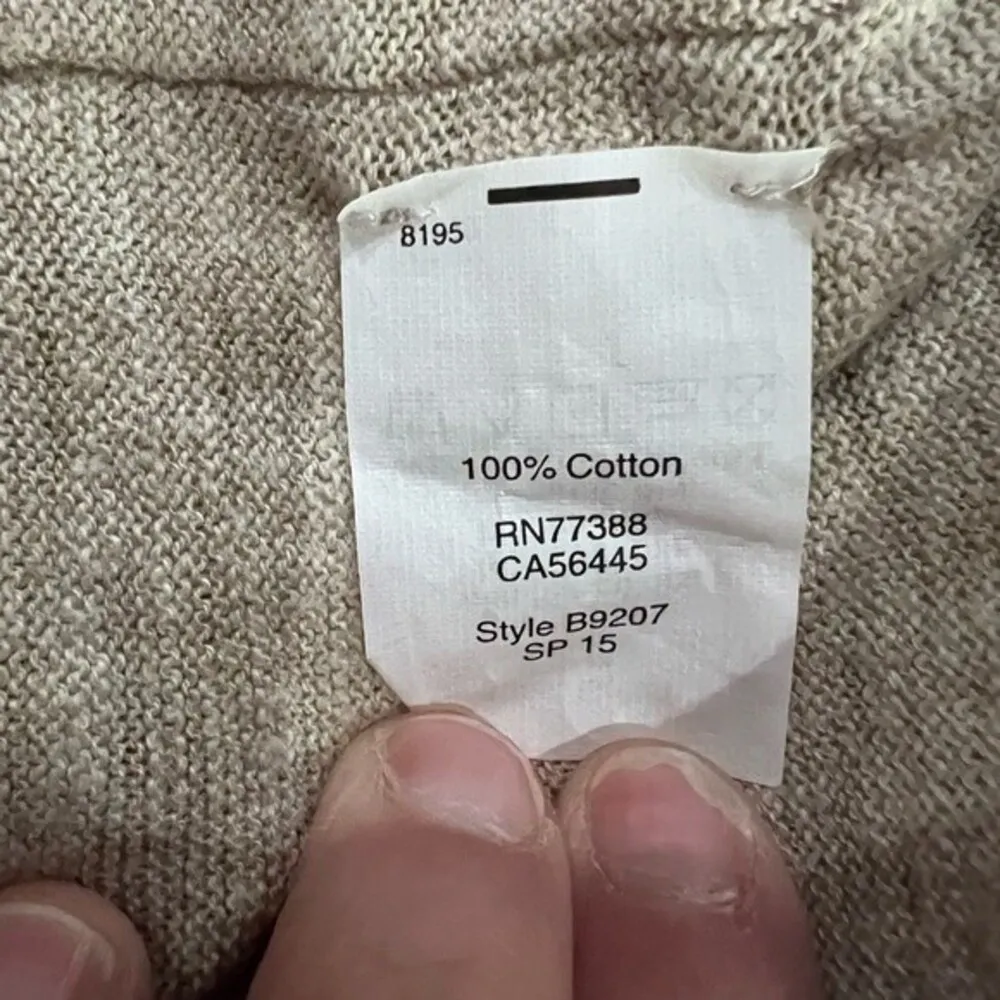 8195
100% Cotton
RN77388
CA56445
Style B9207
SP 15